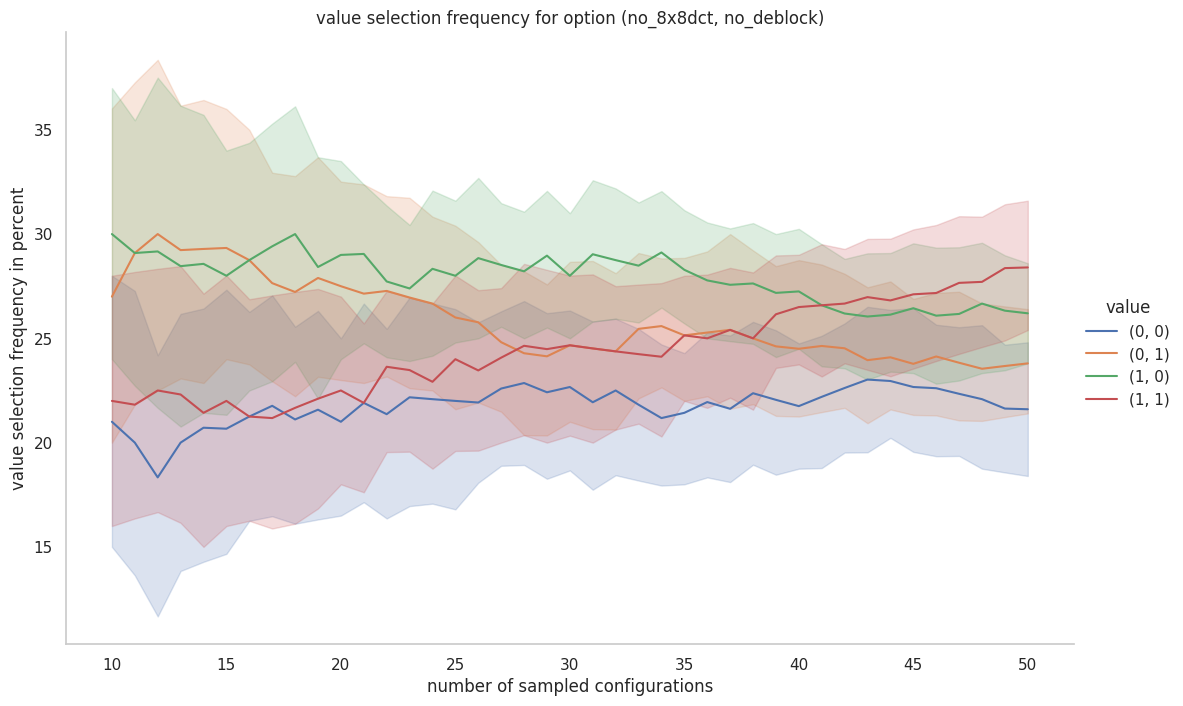 value selection frequency for option (no_8x8dct, no_deblock)
value selection frequency in percent
35
30
25
20
15
10 15 20 25 30 35 40 45 50
number of sampled configurations
value
(0, 0)
(0, 1)
(1, 0)
(1, 1)